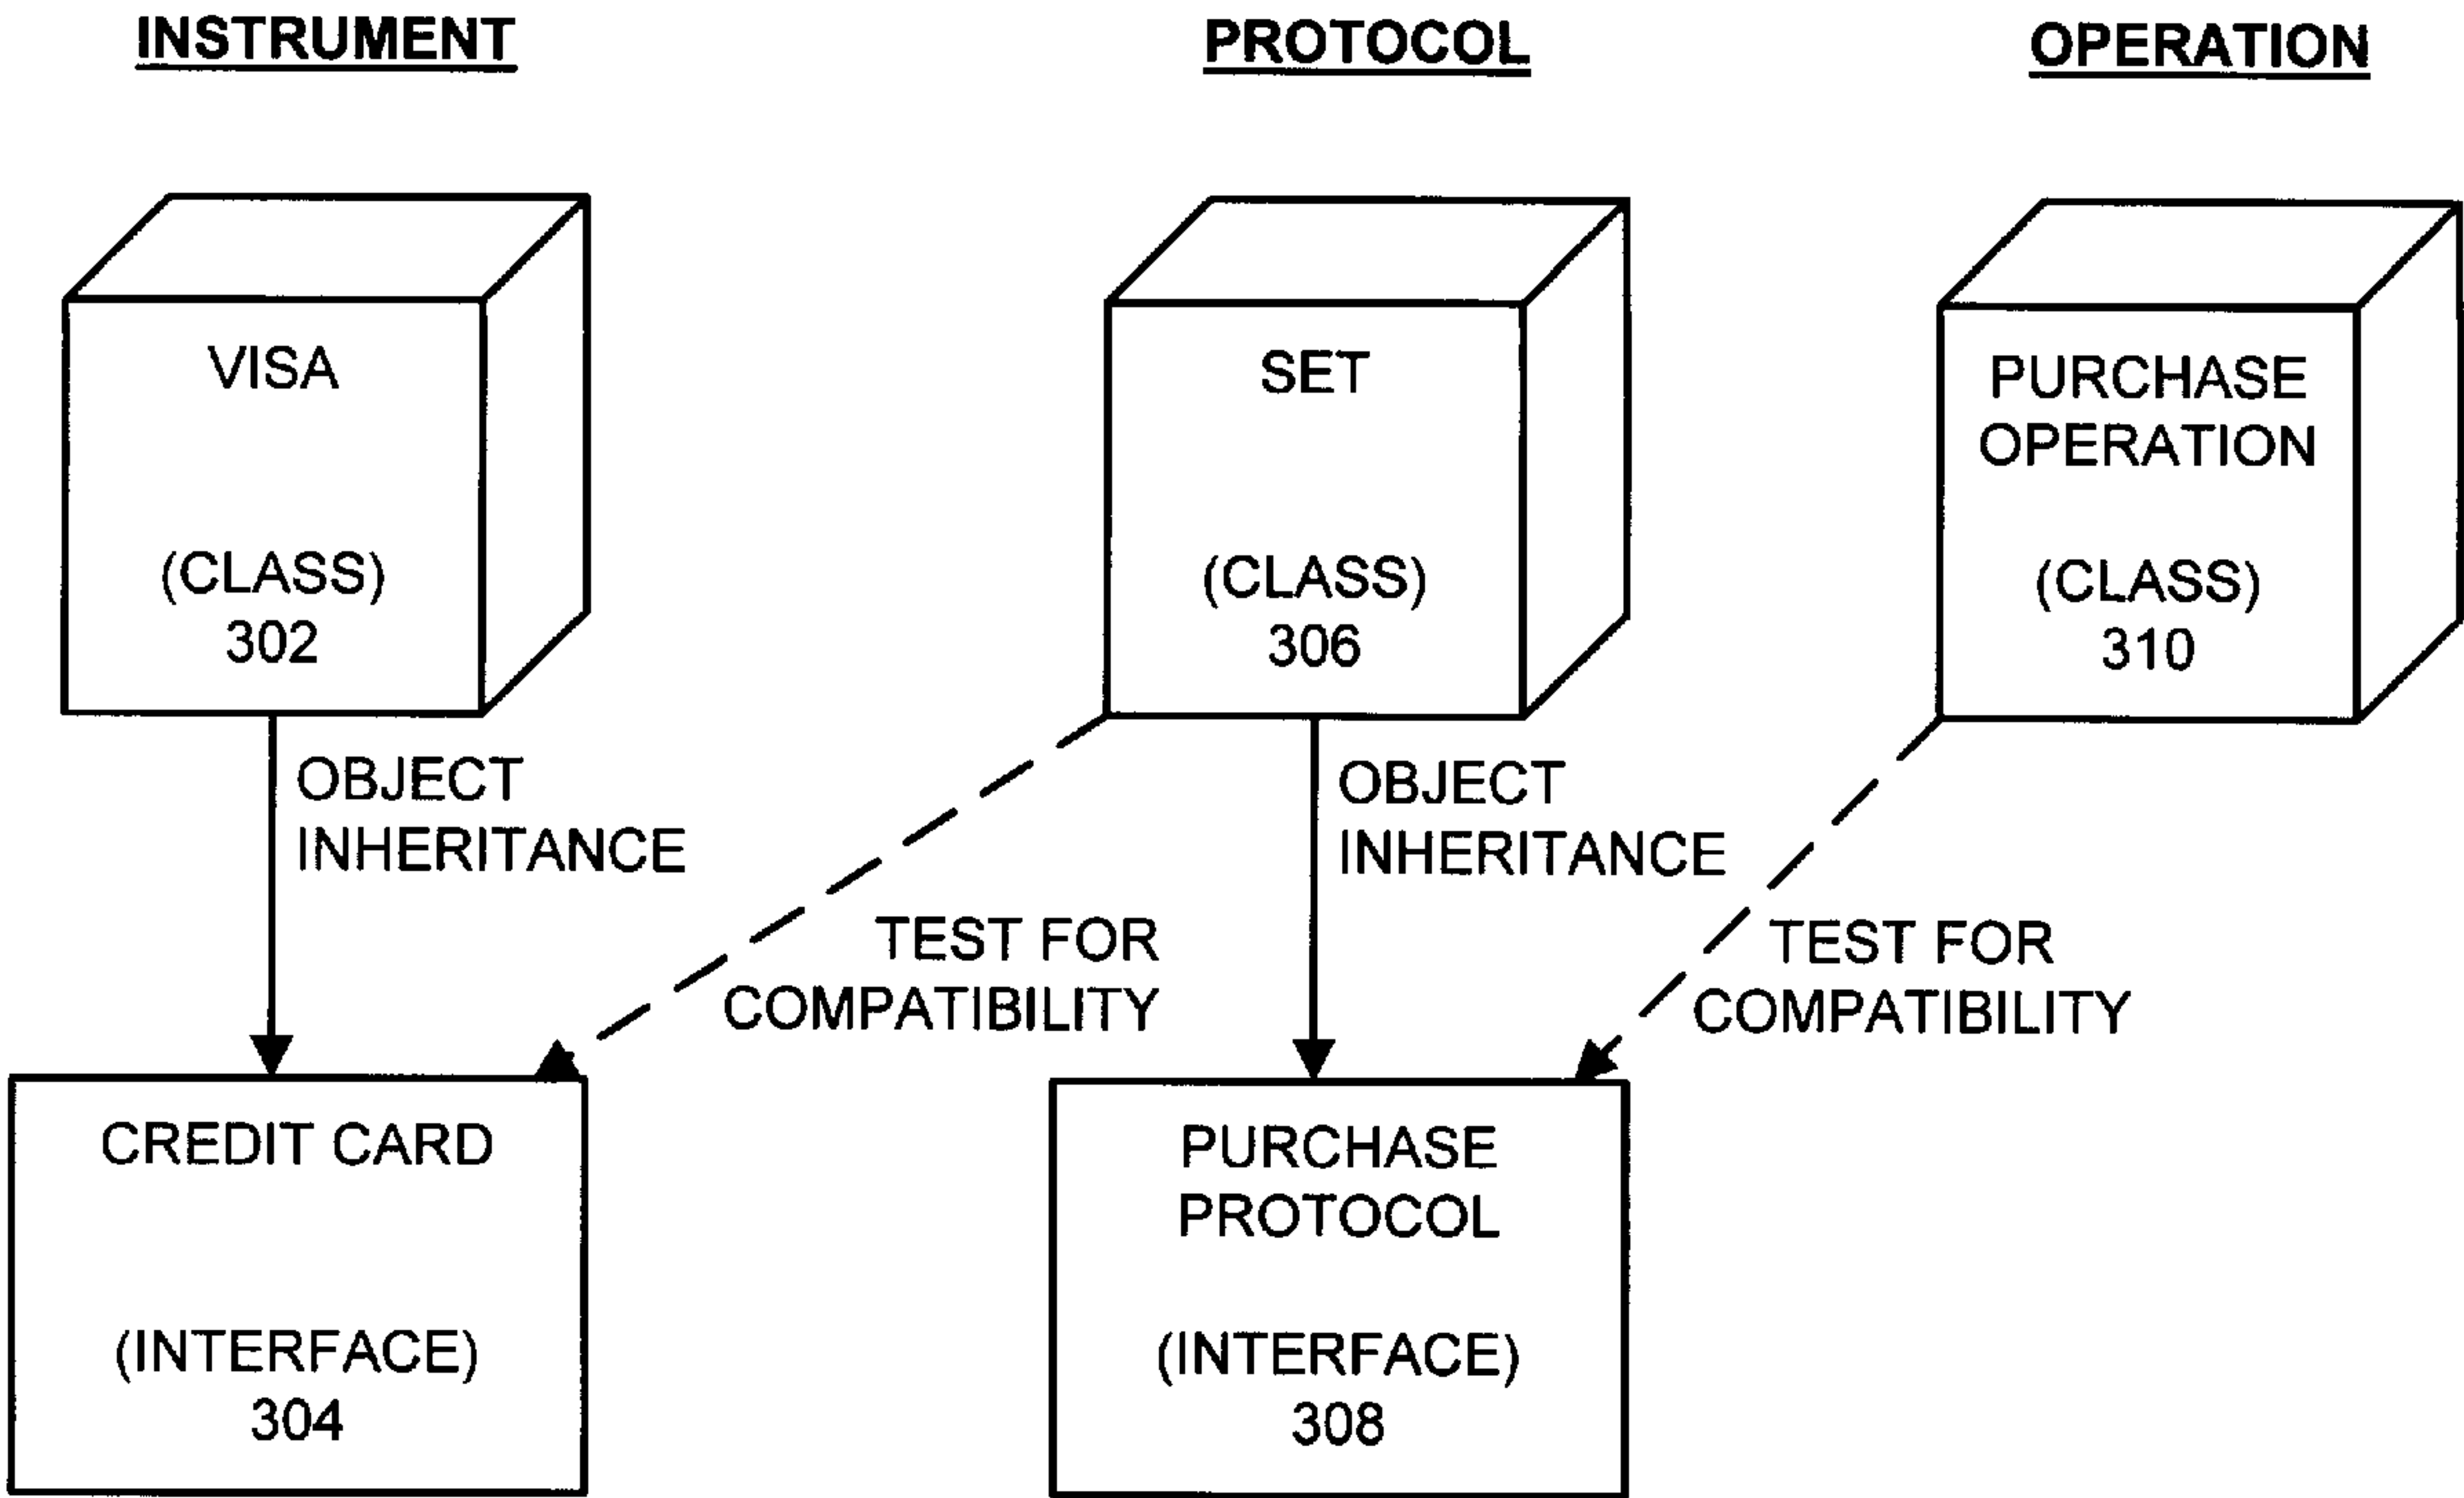 INSTRUMENT
PROTOCOL
OPERATION
VISA
(CLASS)
302
SET
(CLASS)
306
PURCHASE
OPERATION
(CLASS)
310
OBJECT
INHERITANCE
TEST FOR
COMPATIBILITY
OBJECT
INHERITANCE
TEST FOR
COMPATIBILITY
CREDIT CARD
(INTERFACE)
304
PURCHASE
PROTOCOL
(INTERFACE)
308